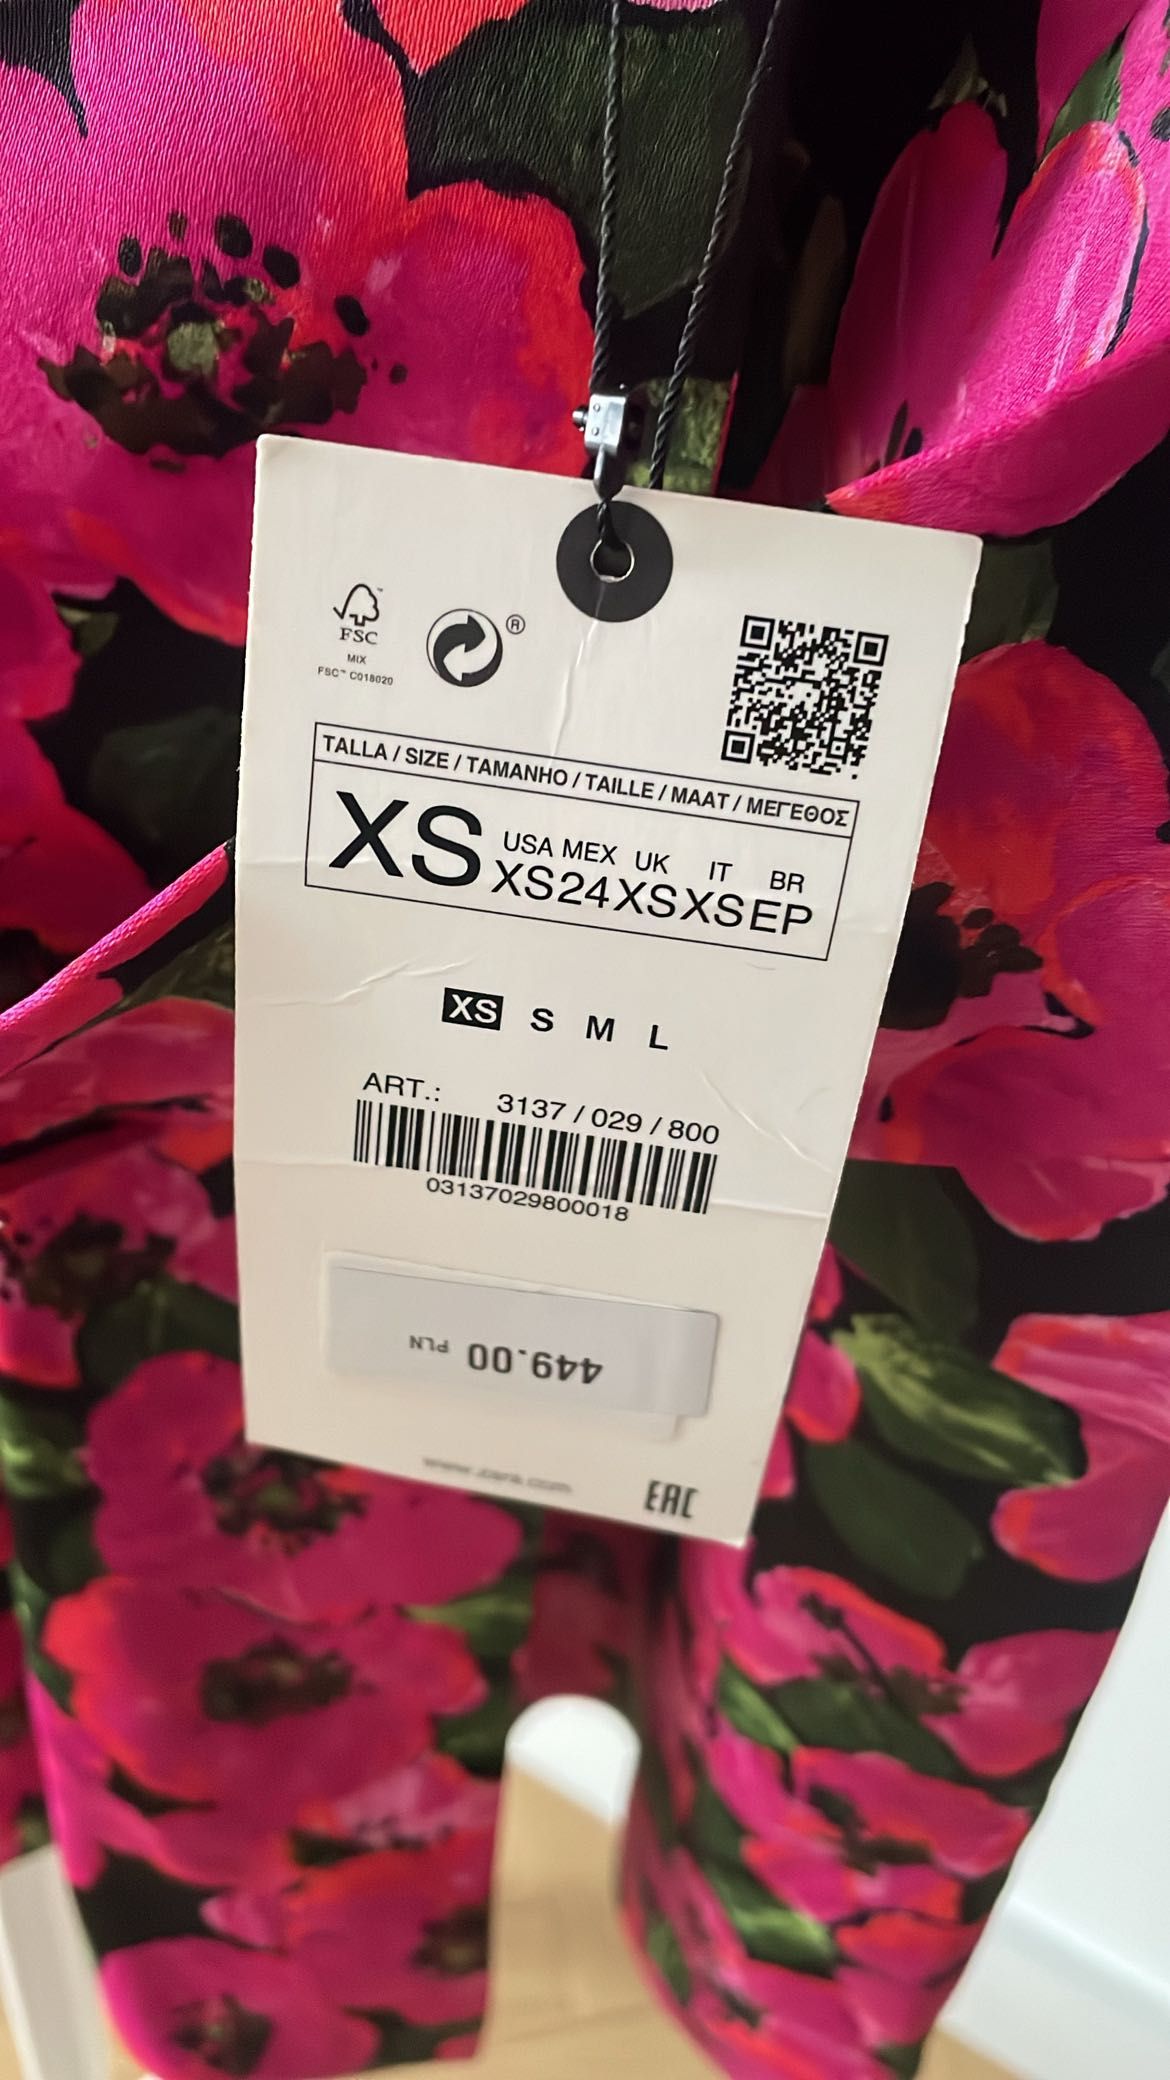 FSC™
MIX
FSC™ C018020
®
TALLA / SIZE / TAMANHO / TAILLE / MAAT / ΜΕΓΕΘΟΣ
XS
USA MEX UK IT BR
XS 24 XS XS EP
XS S M L
ART.: 3137 / 029 / 800
03137029800018
449.00 PLN
www.zara.com
EAC